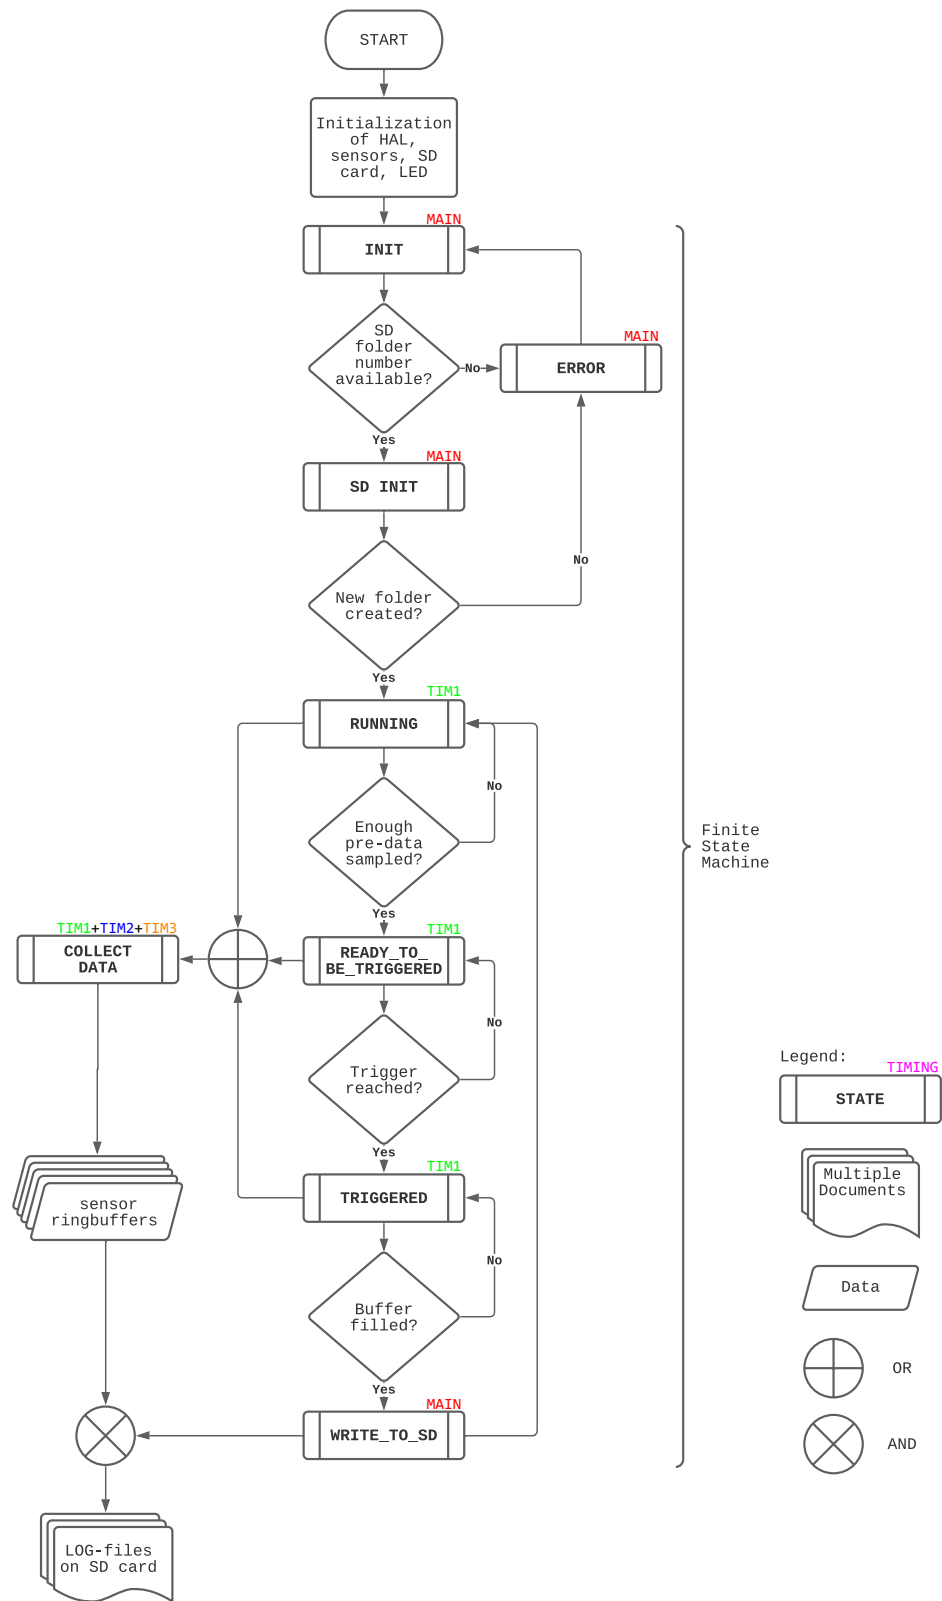 START
Initialization
of HAL,
sensors, SD
card, LED
MAIN
INIT
SD
folder
number
available?
No
MAIN
ERROR
Yes
MAIN
SD INIT
New folder
created?
No
Yes
TIM1
RUNNING
No
Enough
pre-data
sampled?
Finite
State
Machine
Yes
TIM1+TIM2+TIM3
COLLECT
DATA
TIM1
READY_TO_
BE_TRIGGERED
No
Trigger
reached?
Yes
TIM1
TRIGGERED
sensor
ringbuffers
No
Buffer
filled?
Yes
MAIN
WRITE_TO_SD
LOG-files
on SD card
Legend:
TIMING
STATE
Multiple
Documents
Data
OR
AND